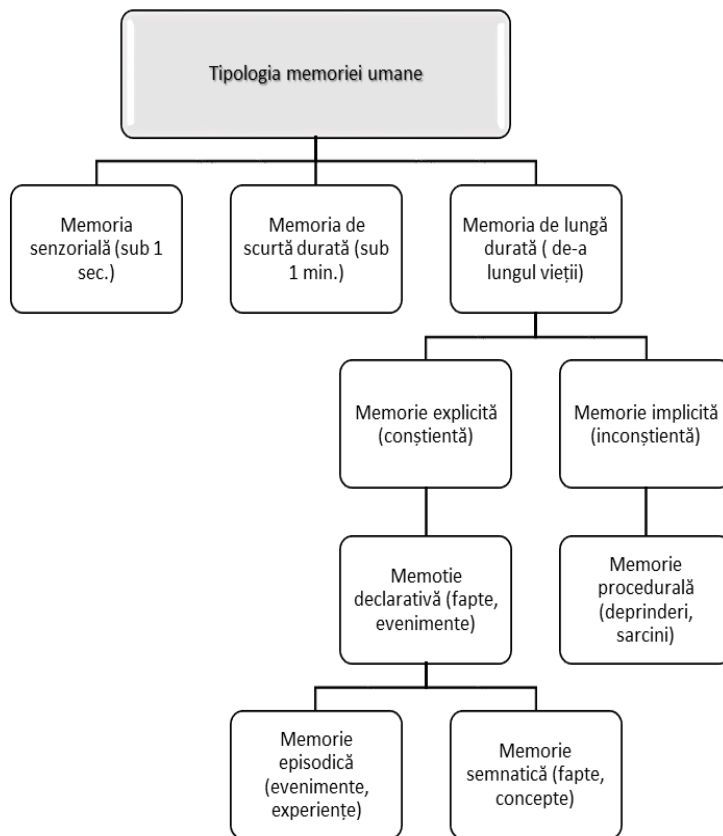 Tipologia memoriei umane
Memoria
senzorială (sub 1
sec.)
Memoria de
scurtă durată (sub
1 min.)
Memoria de lungă
durată ( de-a
lungul vieții)
Memorie explicită
(conștientă)
Memorie implicită
(inconștientă)
Memotie
declarativă (fapte,
evenimente)
Memorie
procedurală
(deprinderi,
sarcini)
Memorie
episodică
(evenimente,
experiențe)
Memorie
semnatică (fapte,
concepte)